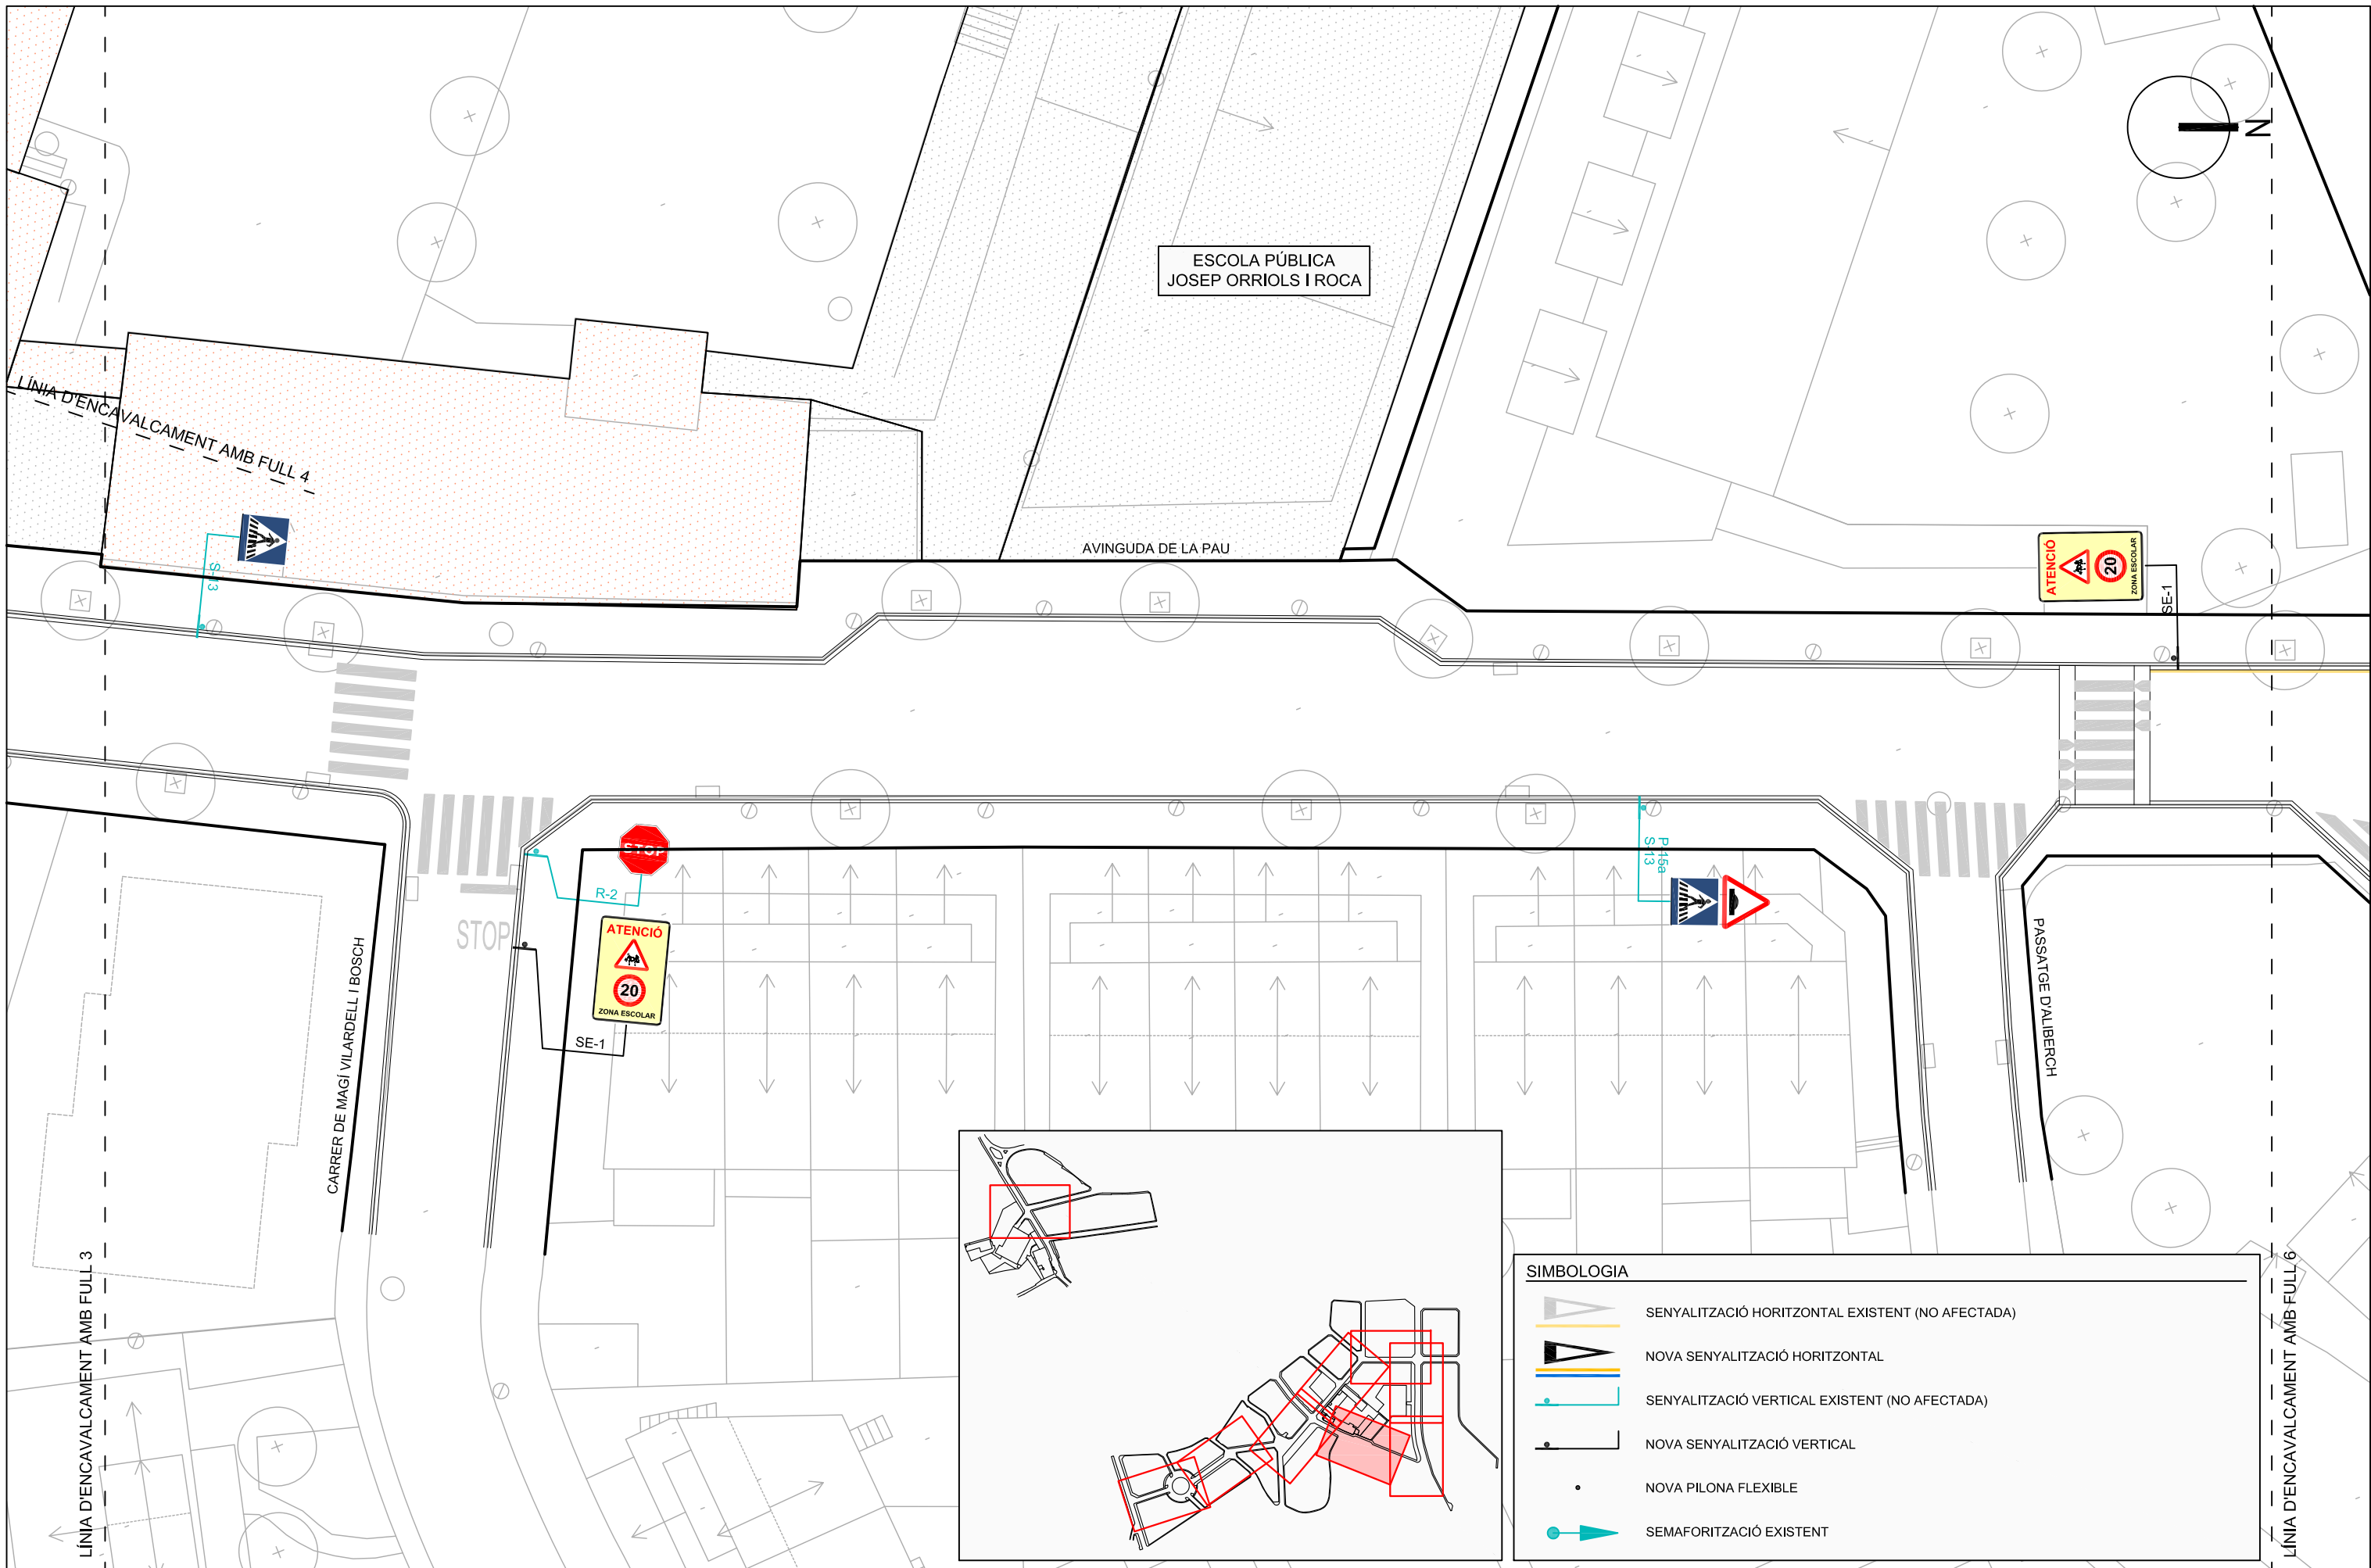 N
ESCOLA PÚBLICA
JOSEP ORRIOLS I ROCA
LÍNIA D'ENCAVALCAMENT AMB FULL 4
S-13
AVINGUDA DE LA PAU
ATENCIÓ
20
ZONA ESCOLAR
SE-1
STOP
R-2
STOP
ATENCIÓ
20
ZONA ESCOLAR
SE-1
P-15a
S-13
CARRER DE MAGÍ VILARDELL I BOSCH
PASSATGE D'ALIBERCH
LÍNIA D'ENCAVALCAMENT AMB FULL 3
LÍNIA D'ENCAVALCAMENT AMB FULL 6
SIMBOLOGIA
SENYALITZACIÓ HORITZONTAL EXISTENT (NO AFECTADA)
NOVA SENYALITZACIÓ HORITZONTAL
SENYALITZACIÓ VERTICAL EXISTENT (NO AFECTADA)
NOVA SENYALITZACIÓ VERTICAL
NOVA PILONA FLEXIBLE
SEMAFORITZACIÓ EXISTENT